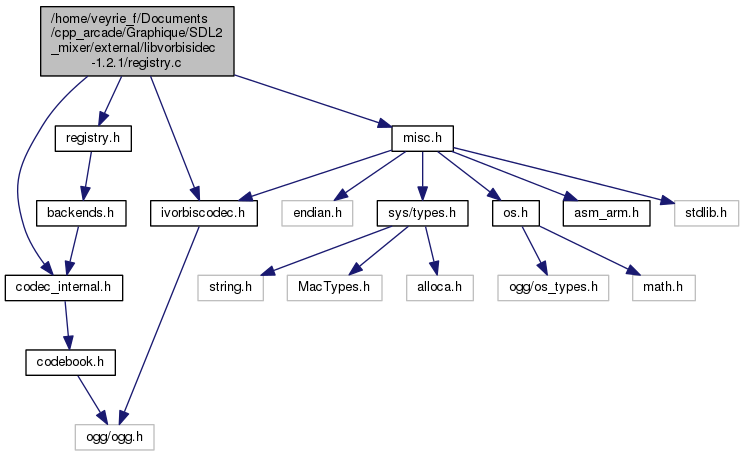 /home/veyrie_f/Documents
/cpp_arcade/Graphique/SDL2
_mixer/external/libvorbisidec
-1.2.1/registry.c
registry.h
misc.h
backends.h
ivorbiscodec.h
endian.h
sys/types.h
os.h
asm_arm.h
stdlib.h
codec_internal.h
string.h
MacTypes.h
alloca.h
ogg/os_types.h
math.h
codebook.h
ogg/ogg.h